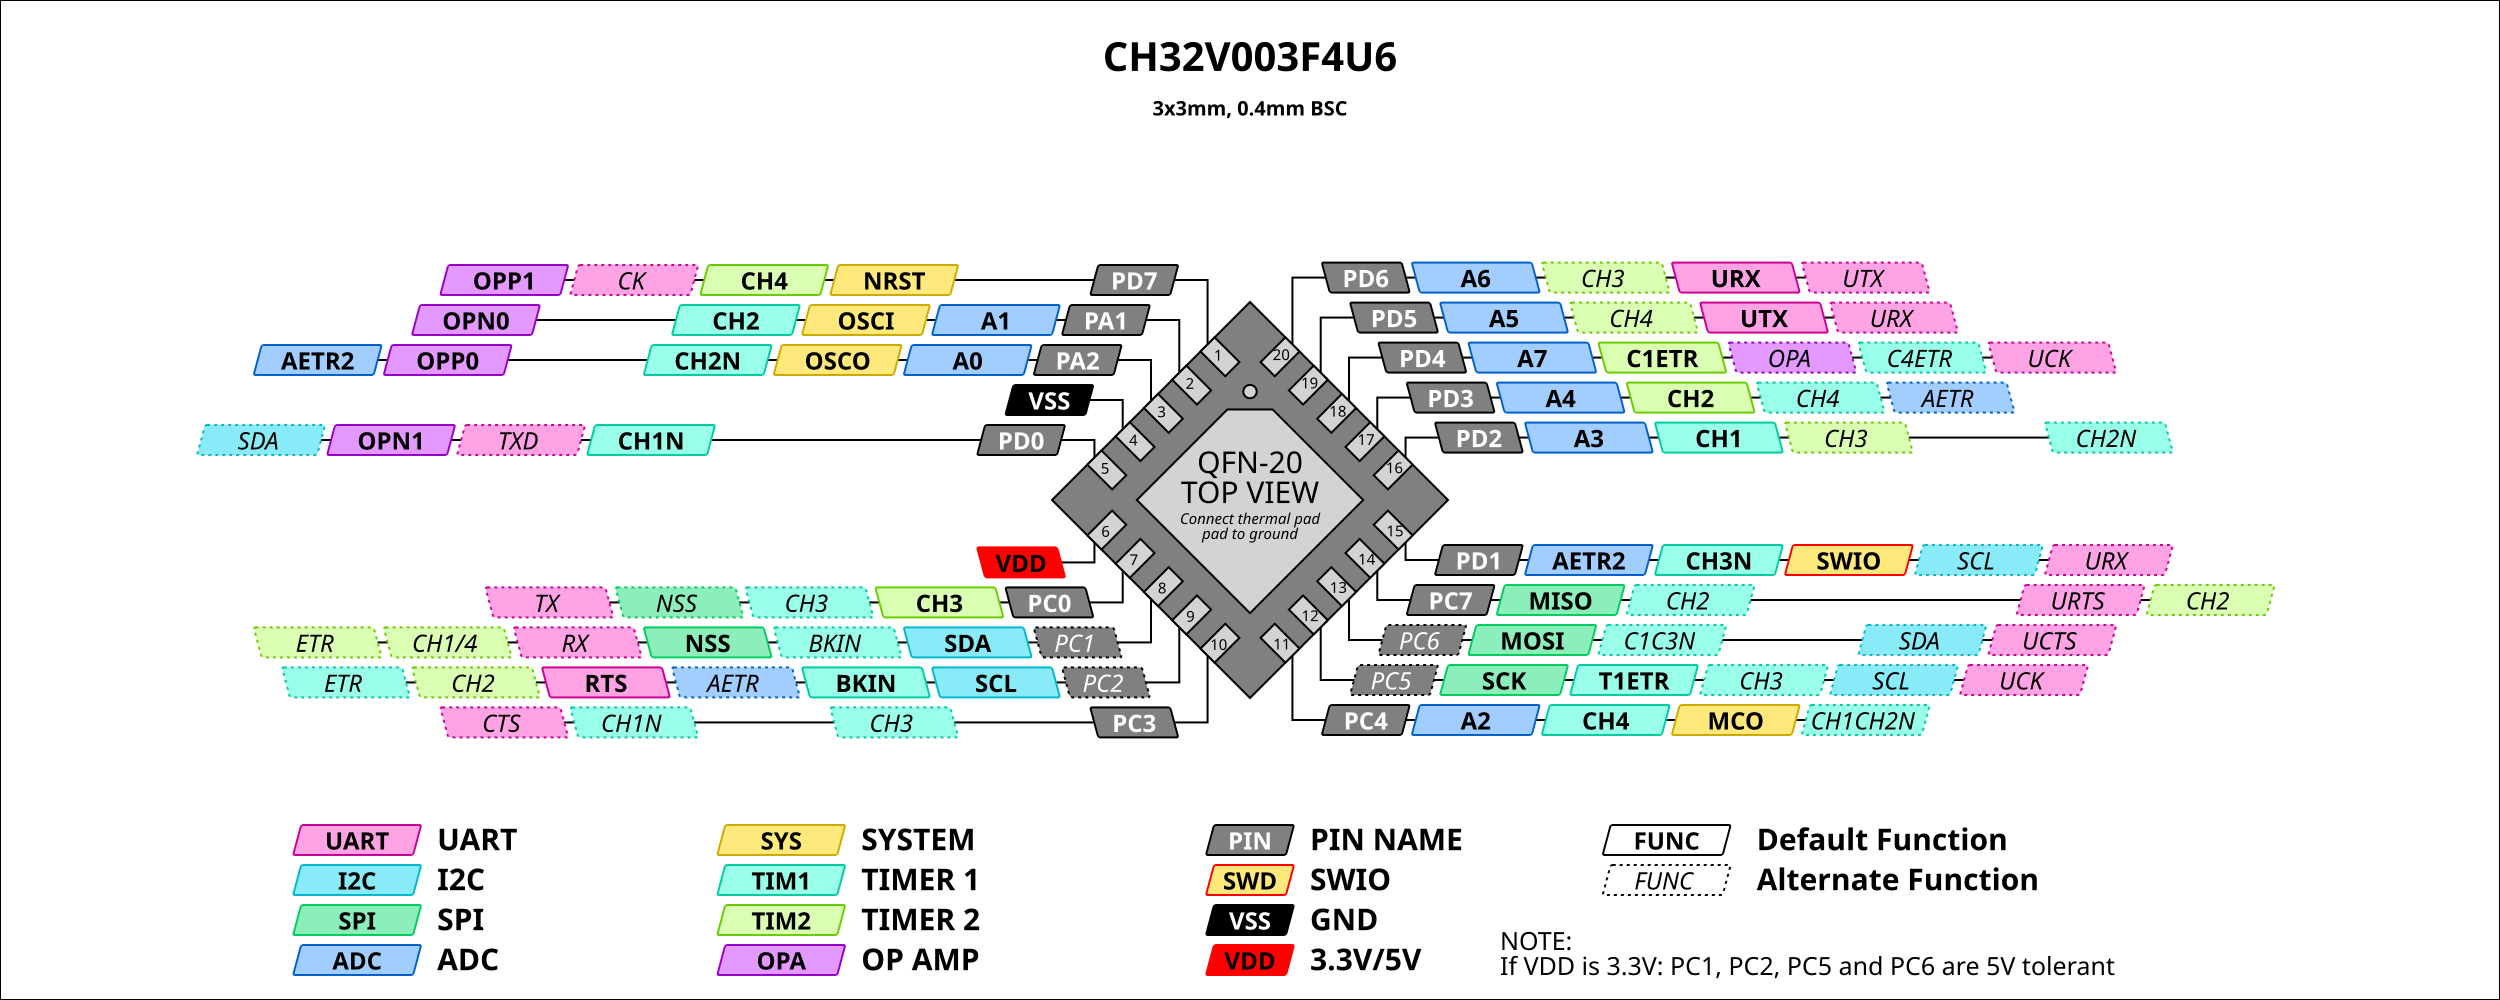 CH32V003F4U6
3x3mm, 0.4mm BSC
OPP1 CK CH4 NRST PD7
OPN0 CH2 OSCI A1 PA1
AETR2 OPP0 CH2N OSCO A0 PA2
VSS
SDA OPN1 TXD CH1N PD0
VDD
TX NSS CH3 CH3 PC0
ETR CH1/4 RX NSS BKIN SDA PC1
ETR CH2 RTS AETR BKIN SCL PC2
CTS CH1N CH3 PC3
1
2
3
4
5
6
7
8
9
10
QFN-20
TOP VIEW
Connect thermal pad
pad to ground
20
19
18
17
16
15
14
13
12
11
PD6 A6 CH3 URX UTX
PD5 A5 CH4 UTX URX
PD4 A7 C1ETR OPA C4ETR UCK
PD3 A4 CH2 CH4 AETR
PD2 A3 CH1 CH3 CH2N
PD1 AETR2 CH3N SWIO SCL URX
PC7 MISO CH2 URTS CH2
PC6 MOSI C1C3N SDA UCTS
PC5 SCK T1ETR CH3 SCL UCK
PC4 A2 CH4 MCO CH1CH2N
UART UART
I2C I2C
SPI SPI
ADC ADC
SYS SYSTEM
TIM1 TIMER 1
TIM2 TIMER 2
OPA OP AMP
PIN PIN NAME
SWD SWIO
VSS GND
VDD 3.3V/5V
FUNC Default Function
FUNC Alternate Function
NOTE:
If VDD is 3.3V: PC1, PC2, PC5 and PC6 are 5V tolerant